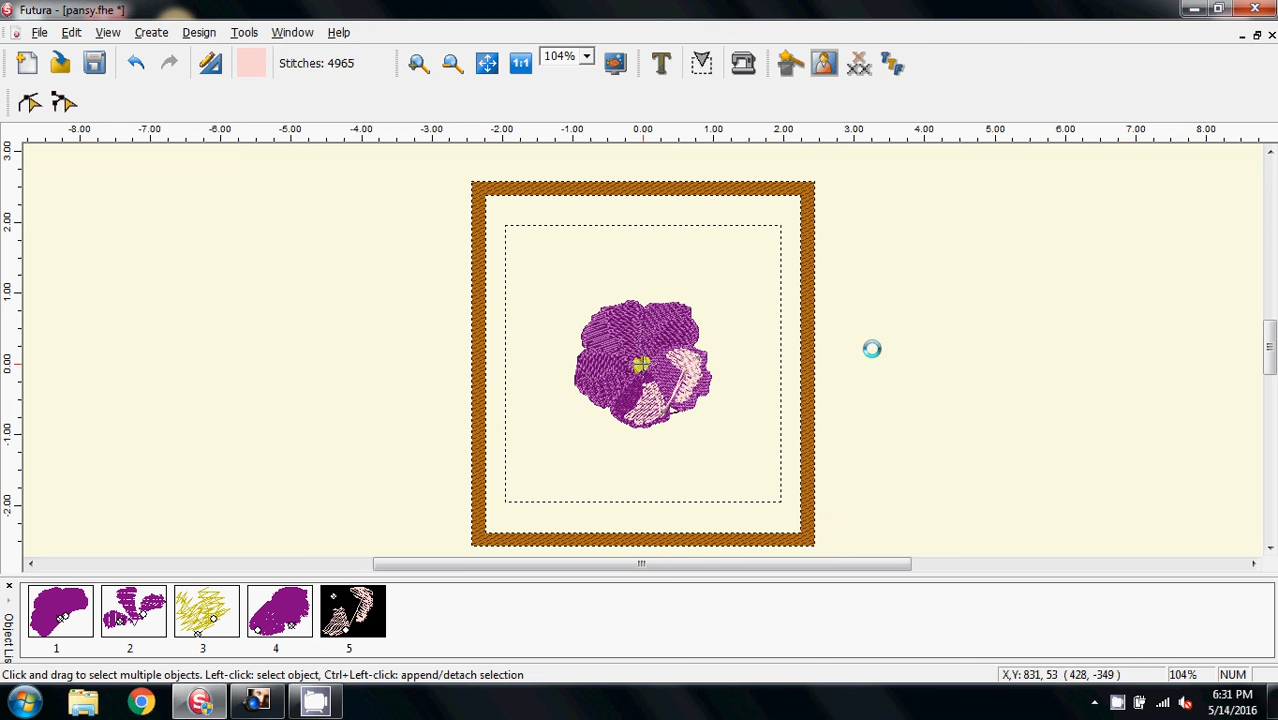 Futura - [pansy.fhe *]
File Edit View Create Design Tools Window Help
Stitches: 4965
1:1
104%
T
-8.00 -7.00 -6.00 -5.00 -4.00 -3.00 -2.00 -1.00 0.00 1.00 2.00 3.00 4.00 5.00 6.00 7.00 8.00
3.00
2.00
1.00
0.00
-1.00
-2.00
1 2 3 4 5
Click and drag to select multiple objects. Left-click: select object, Ctrl+Left-click: append/detach selection
X,Y: 831, 53 ( 428, -349 ) 104% NUM
6:31 PM
5/14/2016